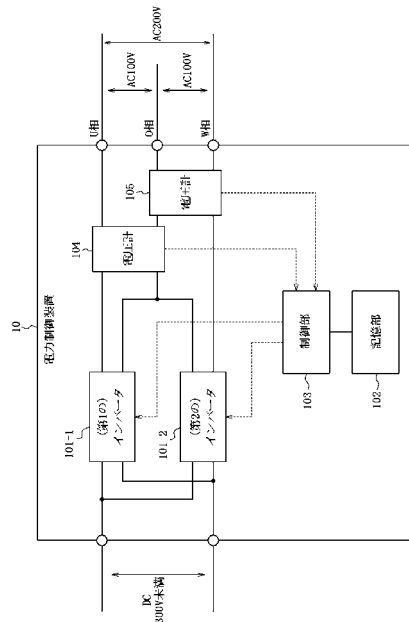 10
電力制御装置
DC
300V未満
101-1
(第1の)
インバータ
101-2
(第2の)
インバータ
104
電圧計
105
電圧計
制御部
103
記憶部
102
U相
O相
W相
AC100V
AC100V
AC200V